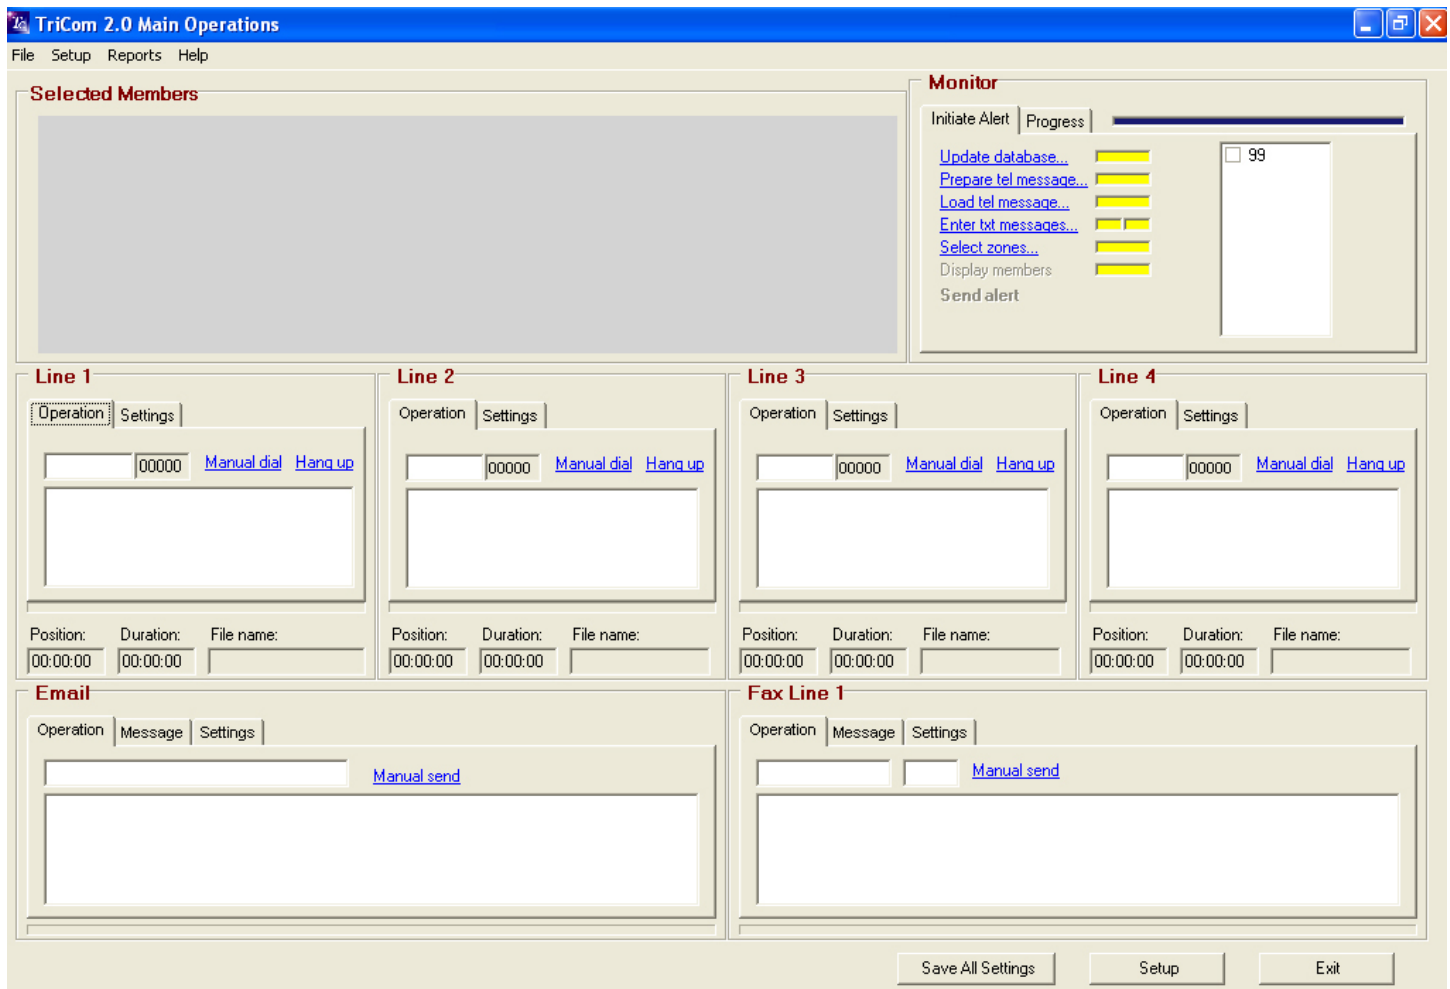 TriCom 2.0 Main Operations
File Setup Reports Help
Selected Members
Monitor
Initiate Alert Progress
Update database...
Prepare tel message...
Load tel message...
Enter txt messages...
Select zones...
Display members
Send alert
99
Line 1
Operation Settings
00000 Manual dial Hang up
Position: Duration: File name:
00:00:00 00:00:00
Line 2
Operation Settings
00000 Manual dial Hang up
Position: Duration: File name:
00:00:00 00:00:00
Line 3
Operation Settings
00000 Manual dial Hang up
Position: Duration: File name:
00:00:00 00:00:00
Line 4
Operation Settings
00000 Manual dial Hang up
Position: Duration: File name:
00:00:00 00:00:00
Email
Operation Message Settings
Manual send
Fax Line 1
Operation Message Settings
Manual send
Save All Settings Setup Exit